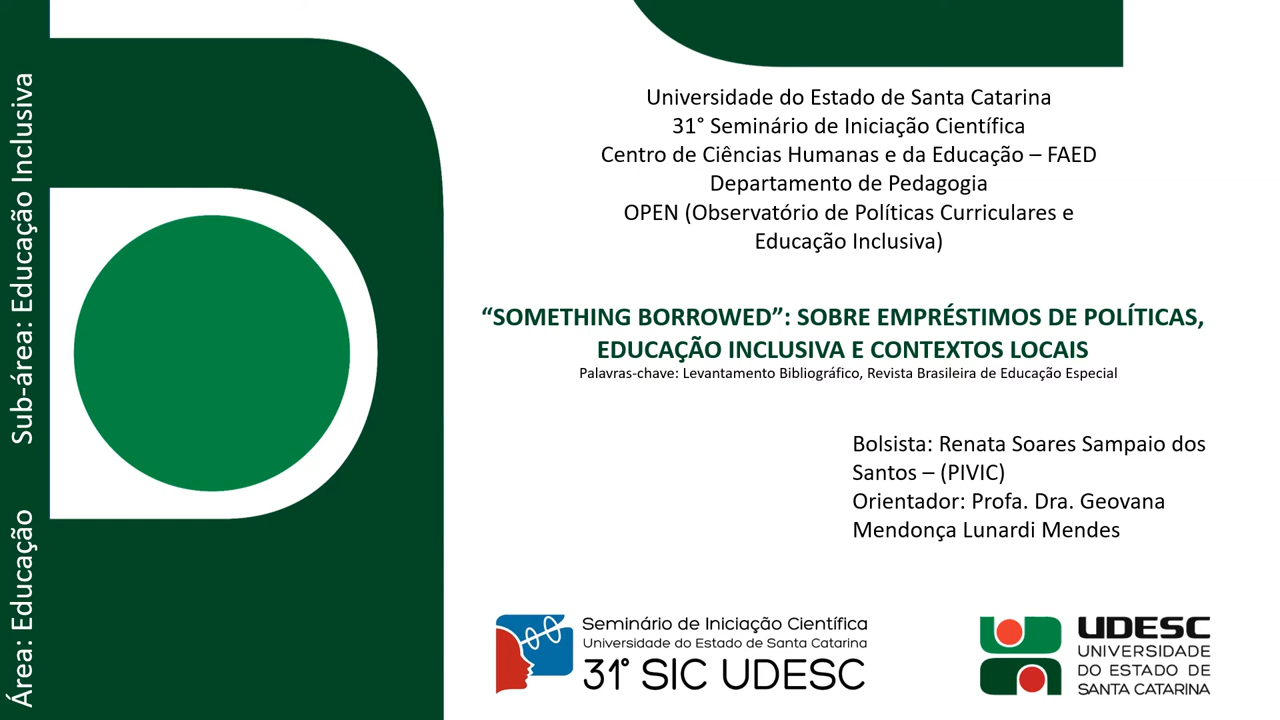 Universidade do Estado de Santa Catarina
31° Seminário de Iniciação Científica
Centro de Ciências Humanas e da Educação – FAED
Departamento de Pedagogia
OPEN (Observatório de Políticas Curriculares e
Educação Inclusiva)
“SOMETHING BORROWED”: SOBRE EMPRÉSTIMOS DE POLÍTICAS,
EDUCAÇÃO INCLUSIVA E CONTEXTOS LOCAIS
Palavras-chave: Levantamento Bibliográfico, Revista Brasileira de Educação Especial
Bolsista: Renata Soares Sampaio dos
Santos – (PIVIC)
Orientador: Profa. Dra. Geovana
Mendonça Lunardi Mendes
Área: Educação Sub-área: Educação Inclusiva
Seminário de Iniciação Científica
Universidade do Estado de Santa Catarina
31° SIC UDESC
UDESC
UNIVERSIDADE
DO ESTADO DE
SANTA CATARINA